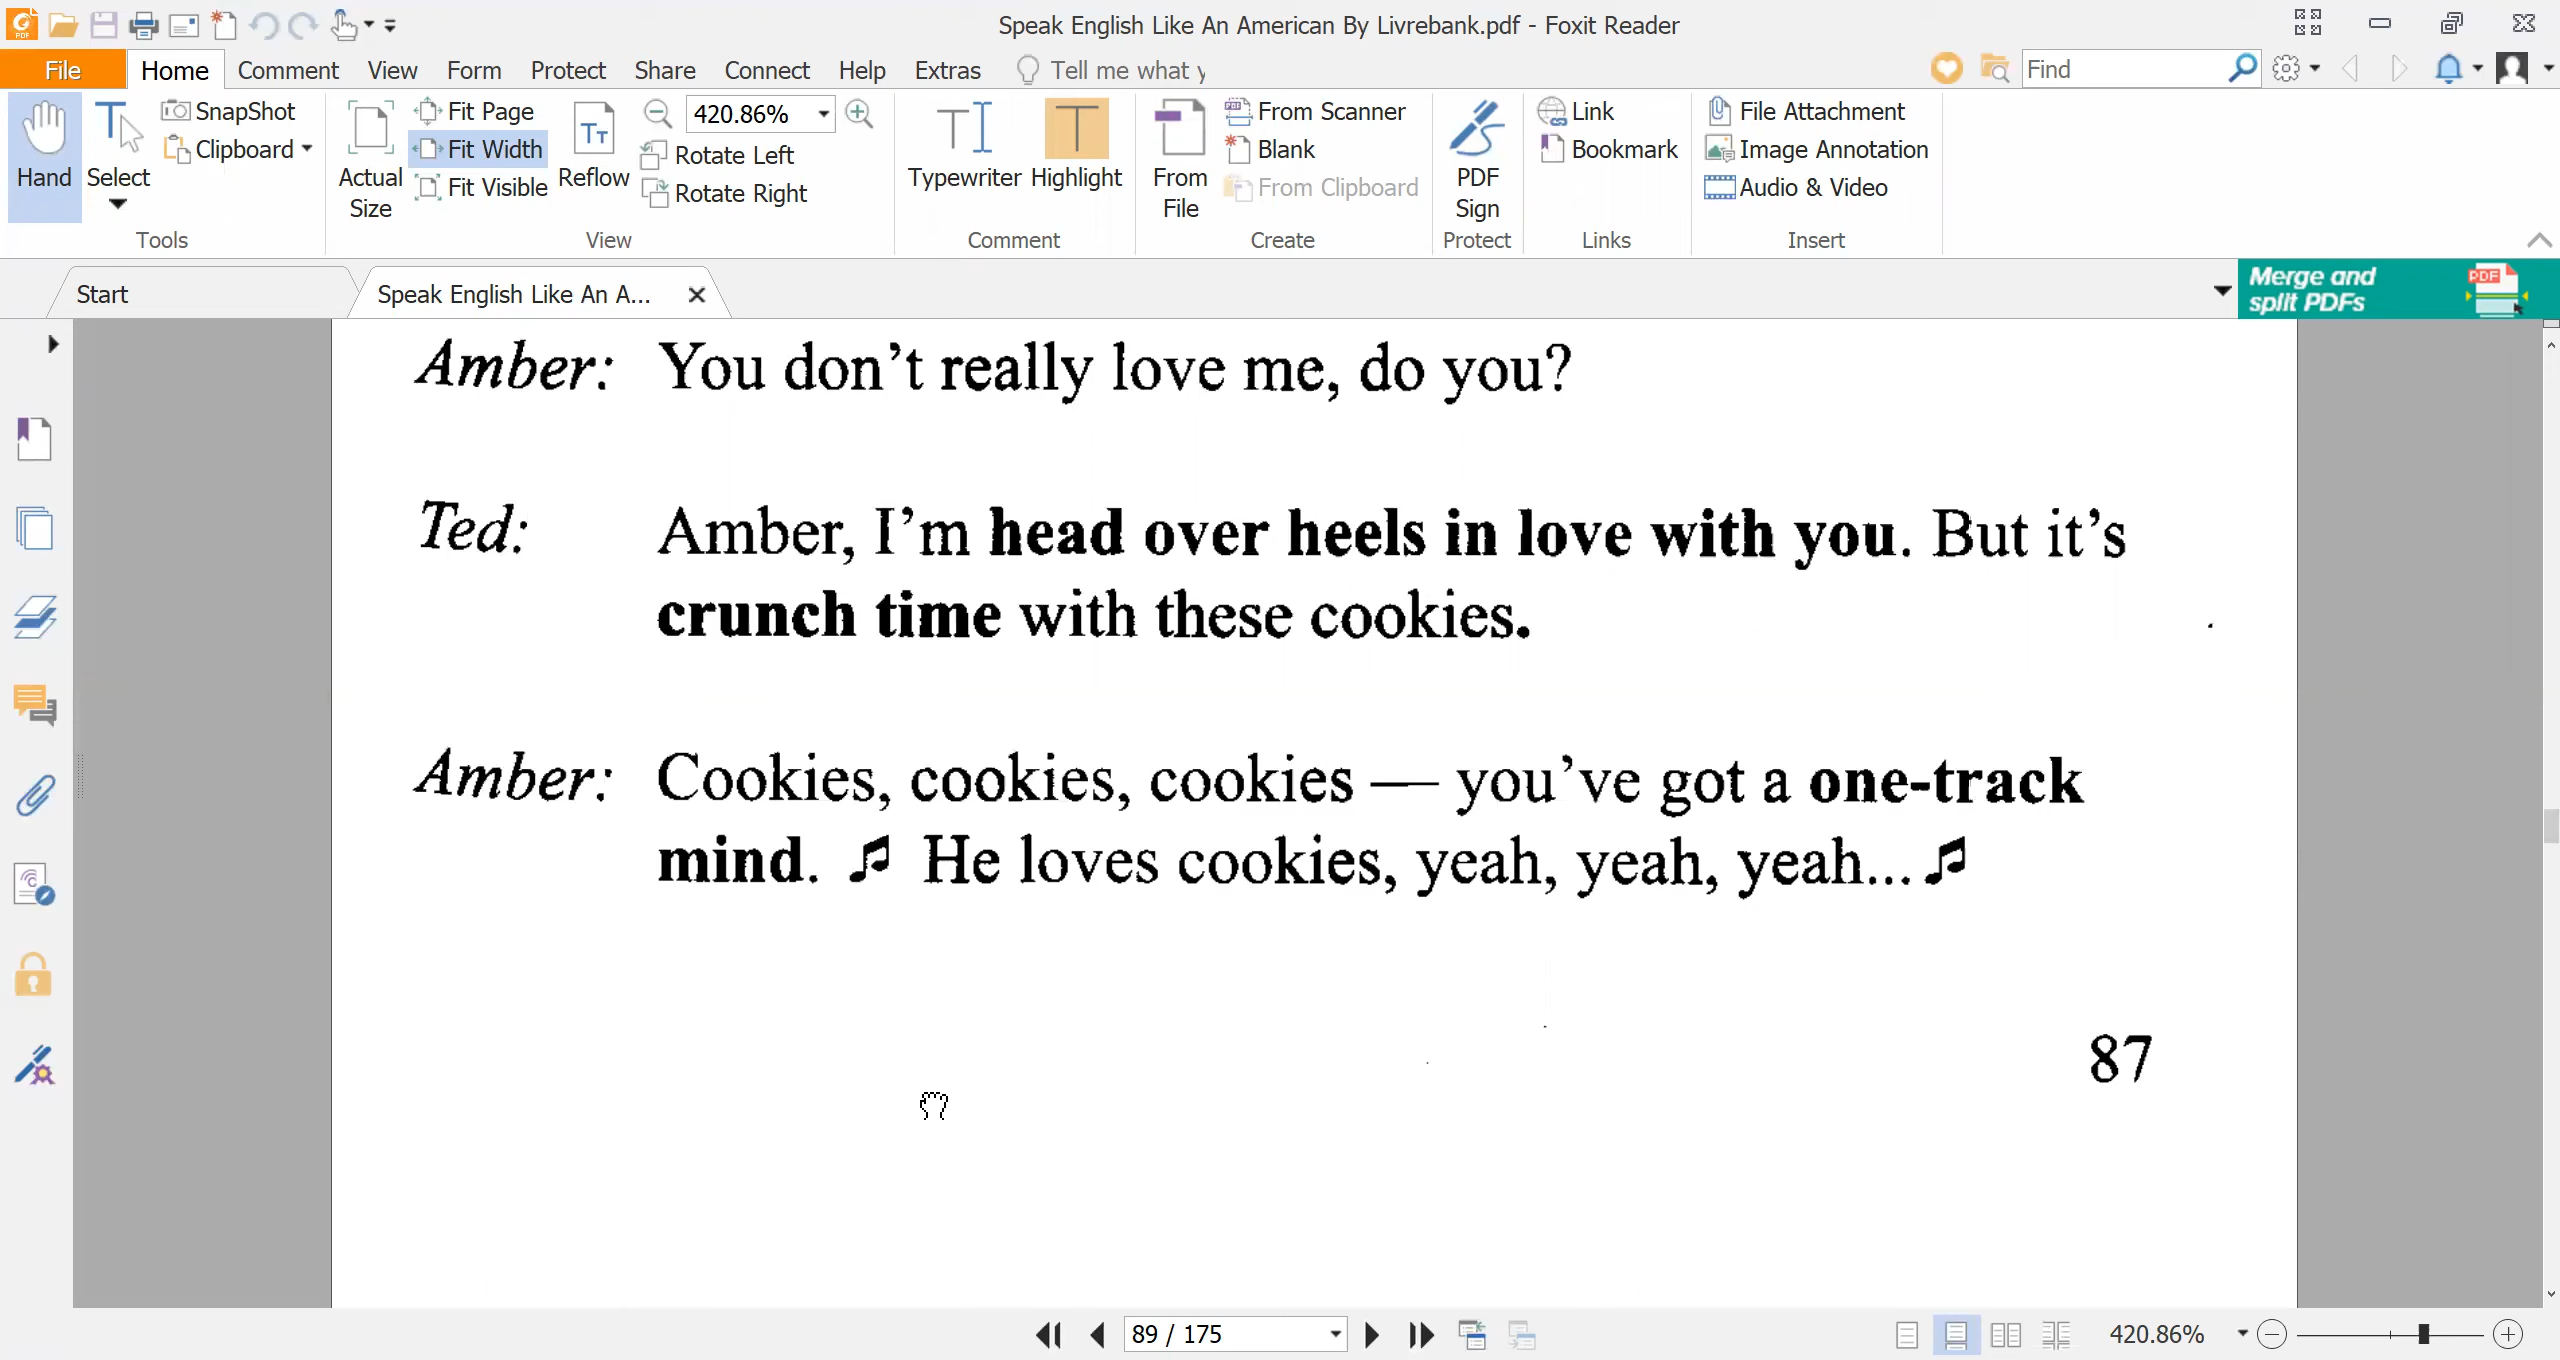 Speak English Like An American By Livrebank.pdf - Foxit Reader
File Home Comment View Form Protect Share Connect Help Extras Tell me what y Find
Hand Select SnapShot Clipboard
Tools
Actual Size Fit Page Fit Width Fit Visible Reflow 420.86% Rotate Left Rotate Right
View
Typewriter Highlight
Comment
From File From Scanner Blank From Clipboard
Create
PDF Sign
Protect
Link Bookmark
Links
File Attachment Image Annotation Audio & Video
Insert
Start Speak English Like An A...
Merge and
split PDFs
PDF
Amber: You don't really love me, do you?
Ted: Amber, I'm head over heels in love with you. But it's
crunch time with these cookies.
Amber: Cookies, cookies, cookies — you've got a one-track
mind. ♫ He loves cookies, yeah, yeah, yeah... ♫
87
89 / 175 420.86%